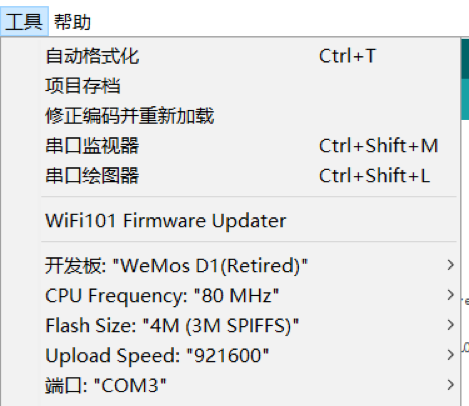 工具 帮助
自动格式化 Ctrl+T
项目存档
修正编码并重新加载
串口监视器 Ctrl+Shift+M
串口绘图器 Ctrl+Shift+L
WiFi101 Firmware Updater
开发板: "WeMos D1(Retired)"
CPU Frequency: "80 MHz"
Flash Size: "4M (3M SPIFFS)"
Upload Speed: "921600"
端口: "COM3"